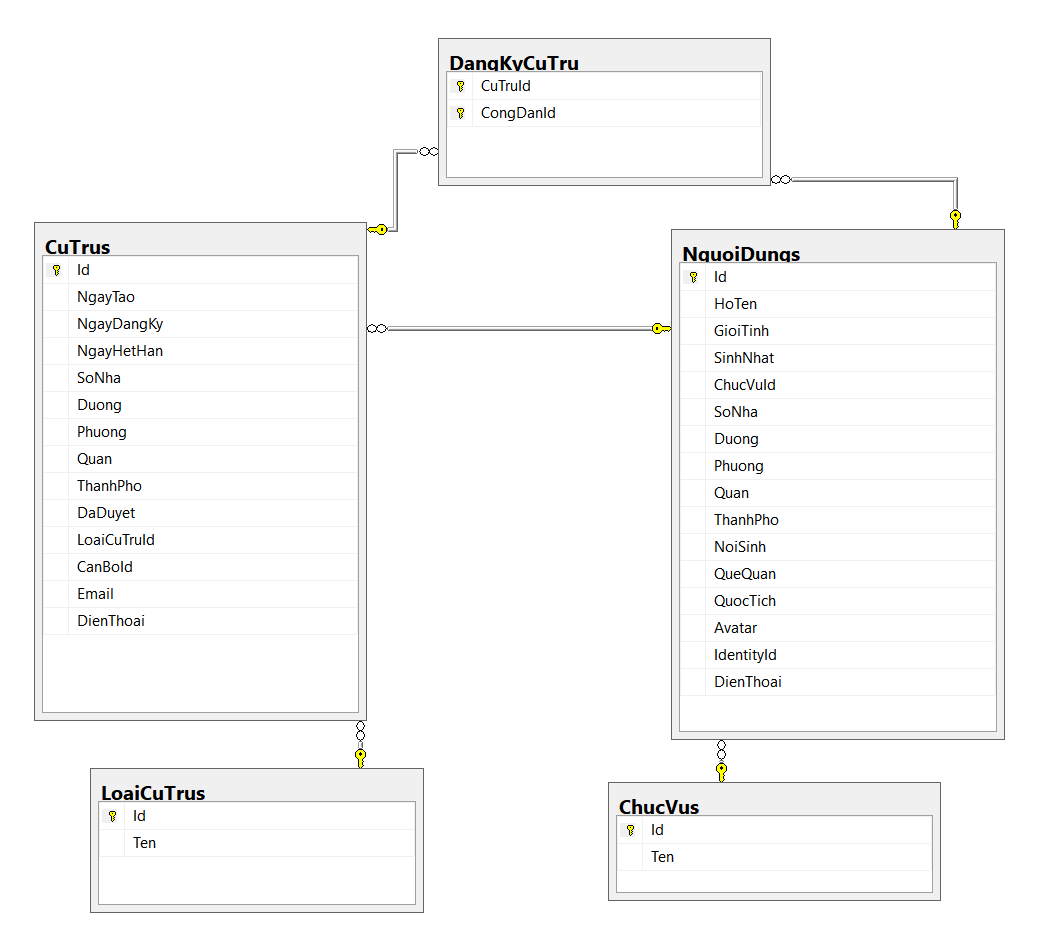 DangKyCuTru
CuTruId
CongDanId
CuTrus
Id
NgayTao
NgayDangKy
NgayHetHan
SoNha
Duong
Phuong
Quan
ThanhPho
DaDuyet
LoaiCuTruId
CanBoId
Email
DienThoai
NguoiDungs
Id
HoTen
GioiTinh
SinhNhat
ChucVuId
SoNha
Duong
Phuong
Quan
ThanhPho
NoiSinh
QueQuan
QuocTich
Avatar
IdentityId
DienThoai
LoaiCuTrus
Id
Ten
ChucVus
Id
Ten